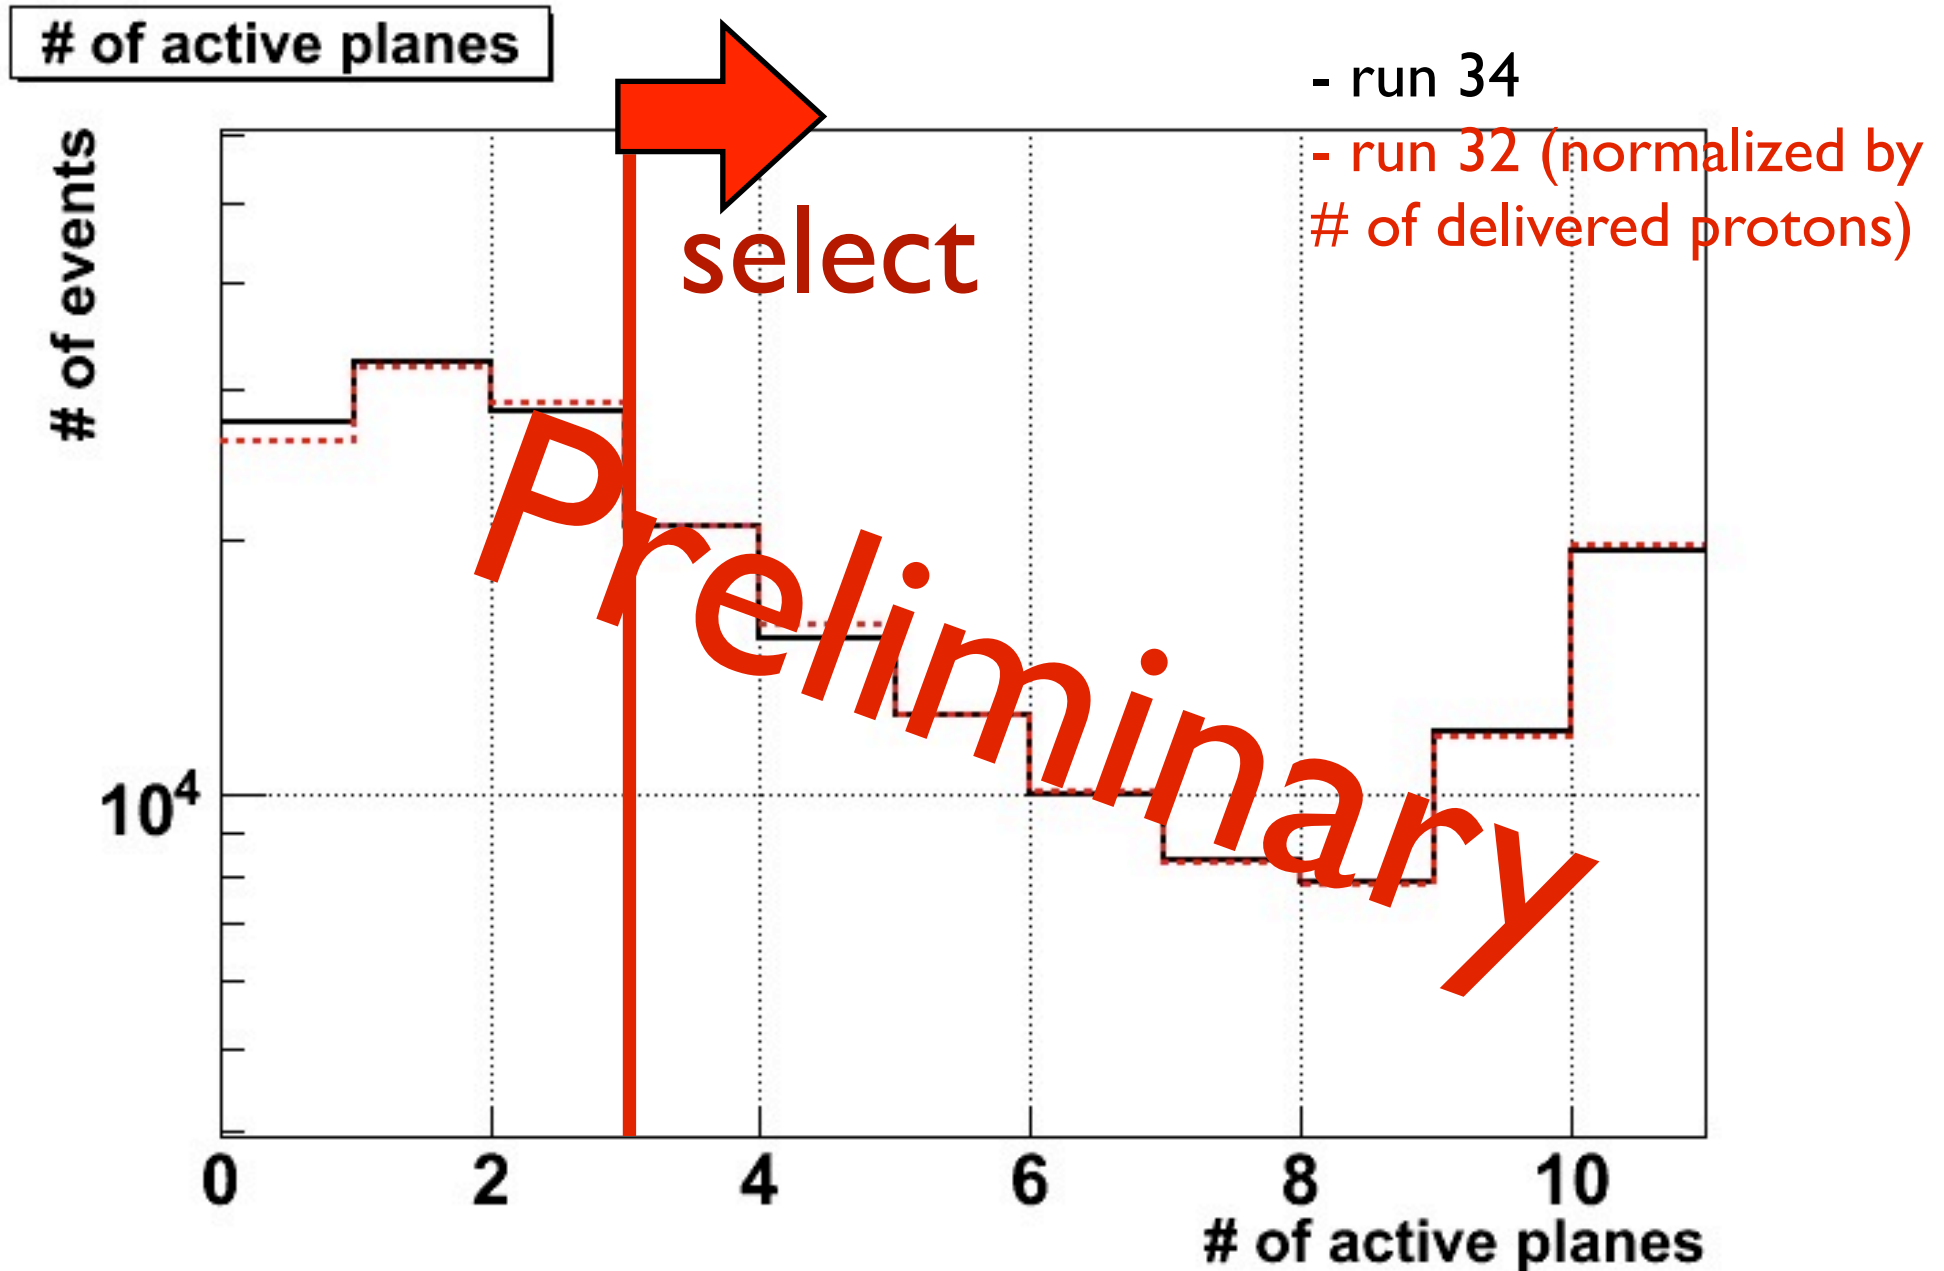 # of active planes
- run 34
- run 32 (normalized by
# of delivered protons)
select
# of events
Preliminary
10⁴
0 2 4 6 8 10
# of active planes